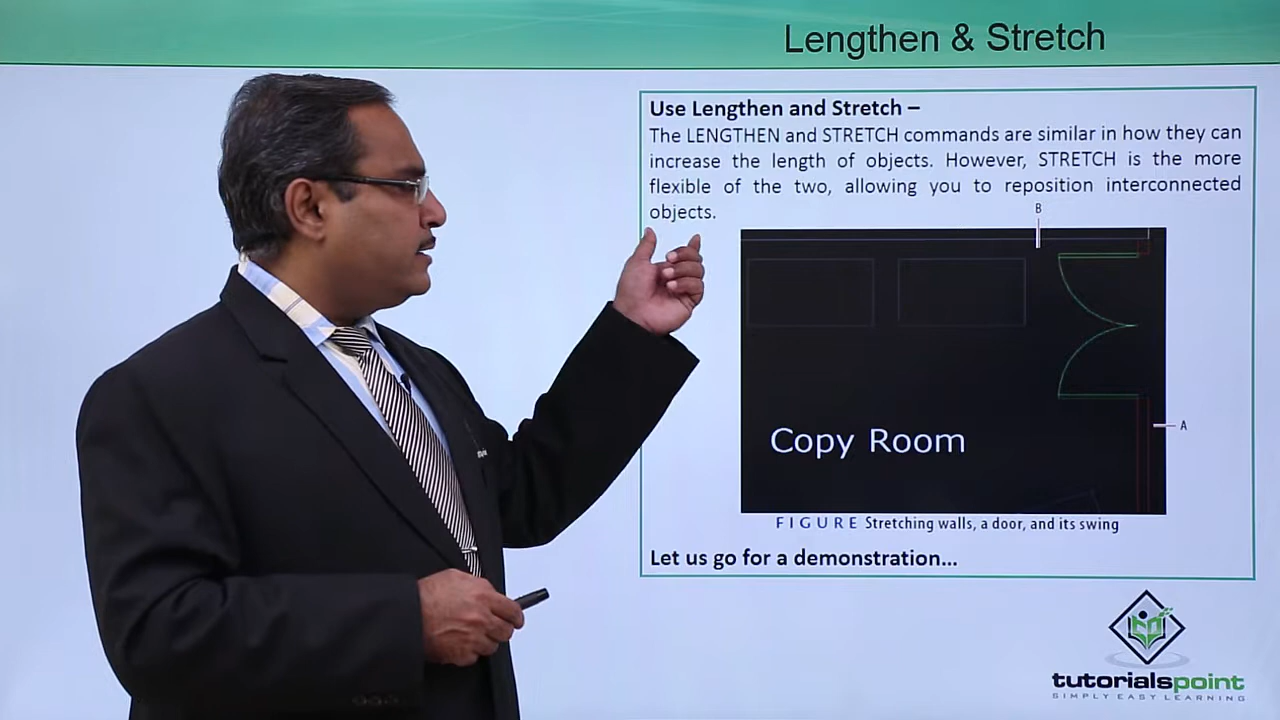 Lengthen & Stretch
Use Lengthen and Stretch –
The LENGTHEN and STRETCH commands are similar in how they can
increase the length of objects. However, STRETCH is the more
flexible of the two, allowing you to reposition interconnected
objects.
B
A
Copy Room
FIGURE Stretching walls, a door, and its swing
Let us go for a demonstration...
tutorialspoint
SIMPLY EASY LEARNING